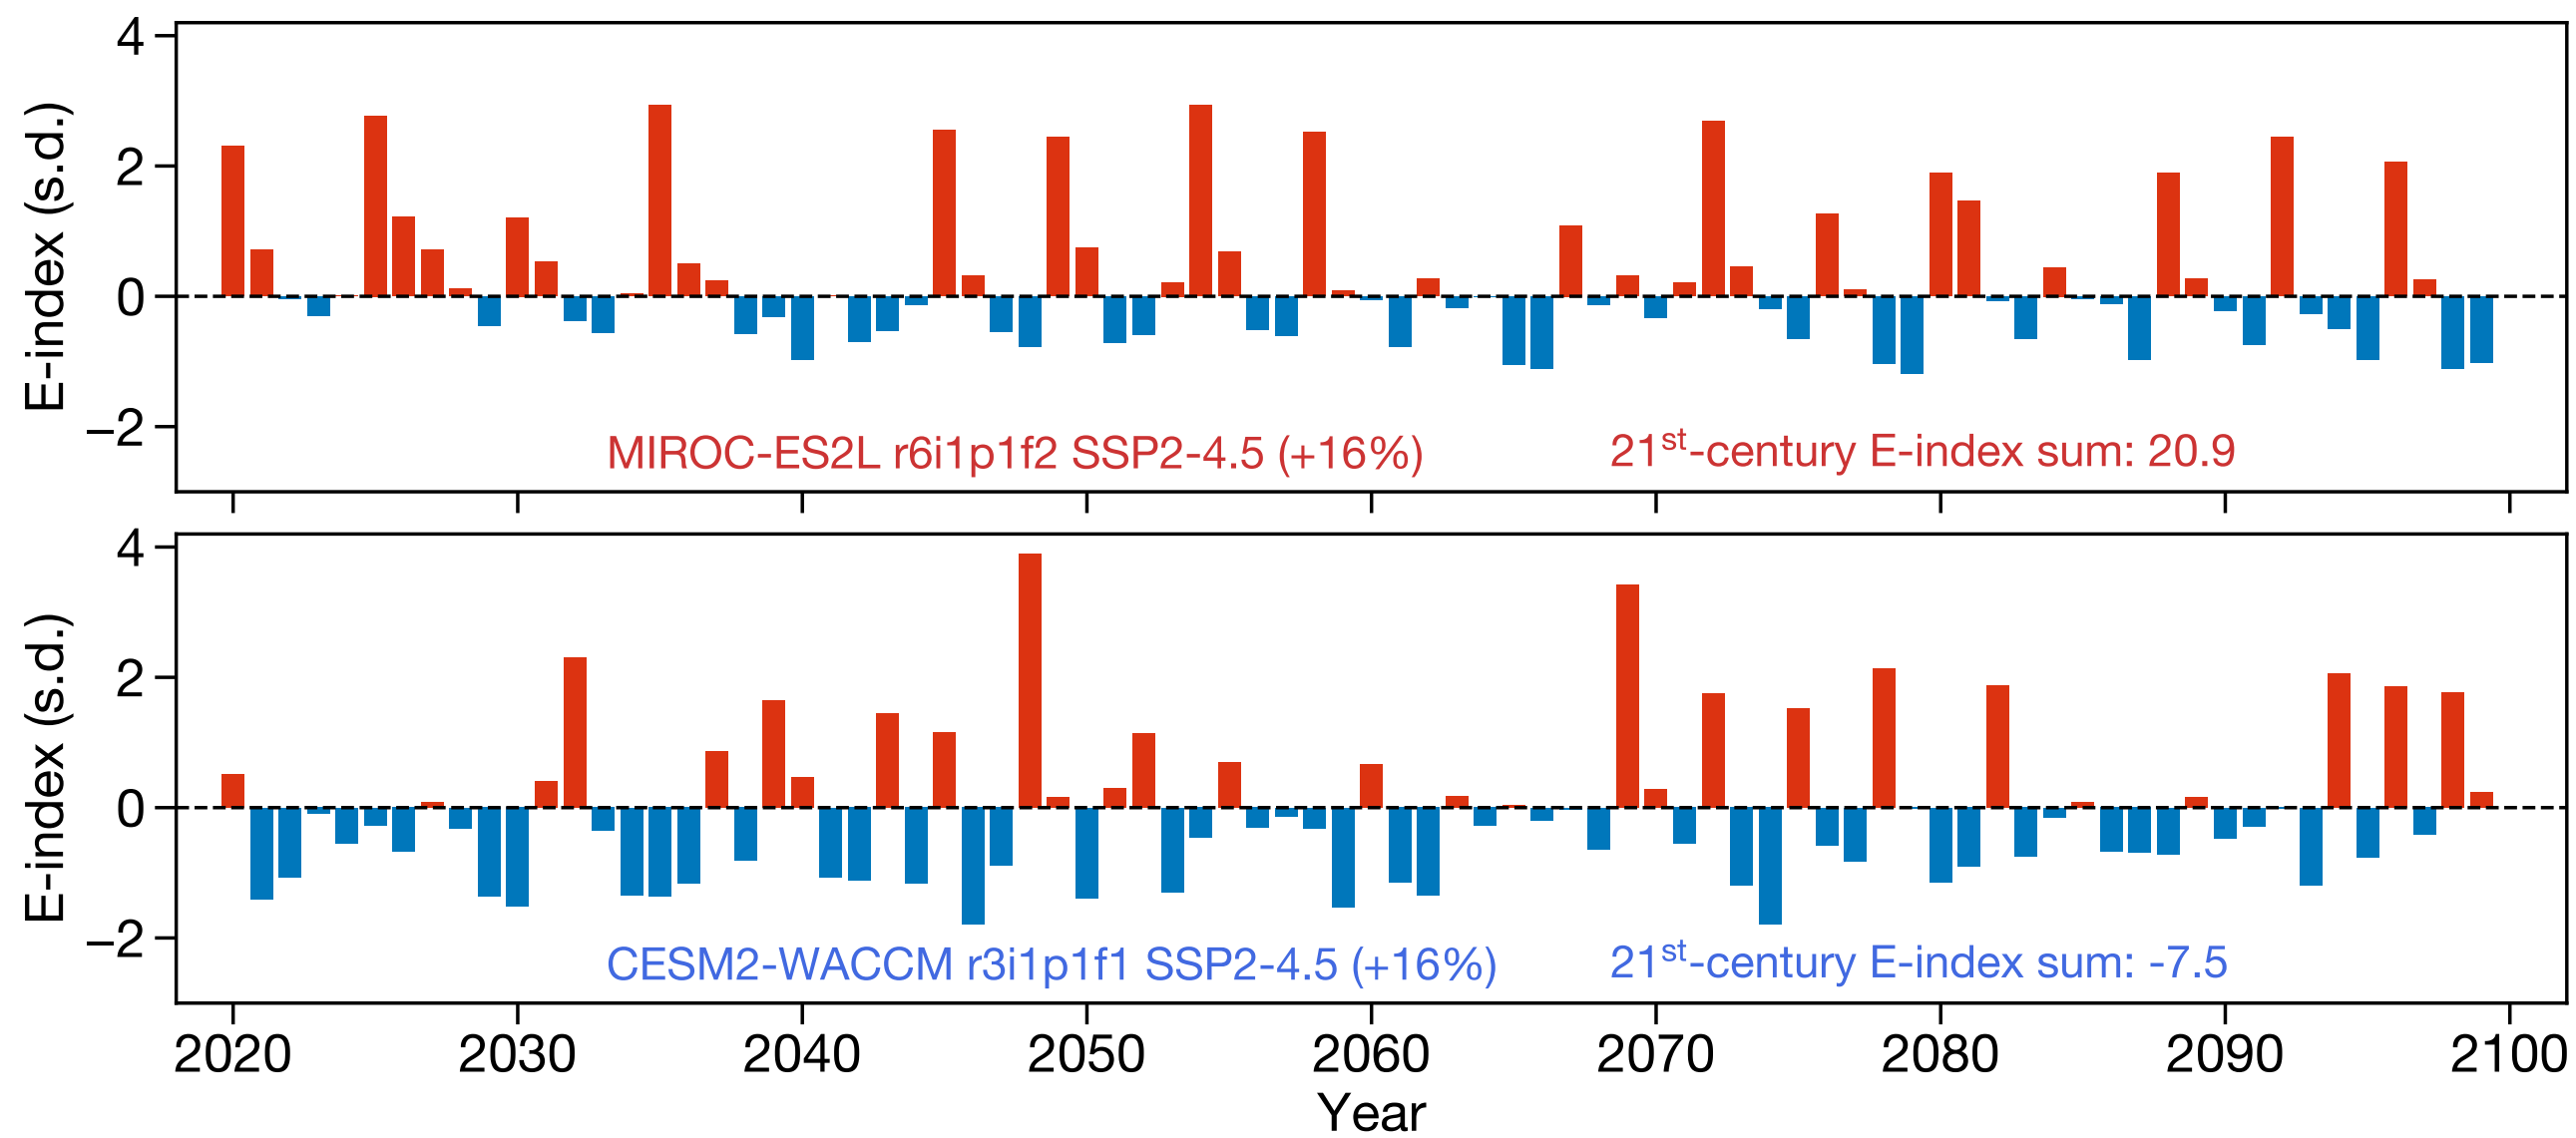 4
2
0
−2
E-index (s.d.)
MIROC-ES2L r6i1p1f2 SSP2-4.5 (+16%)
21st-century E-index sum: 20.9
4
2
0
−2
E-index (s.d.)
CESM2-WACCM r3i1p1f1 SSP2-4.5 (+16%)
21st-century E-index sum: -7.5
2020 2030 2040 2050 2060 2070 2080 2090 2100
Year